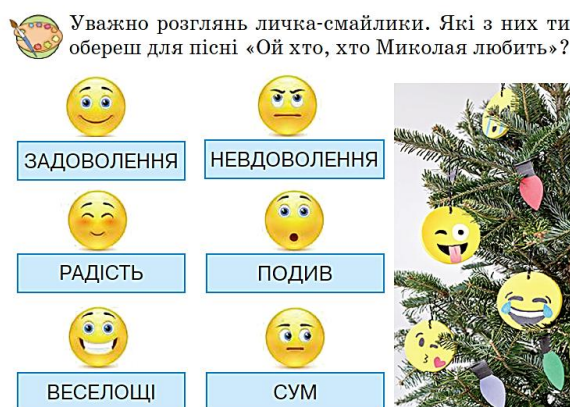 Уважно розглянь личка-смайлики. Які з них ти
обереш для пісні «Ой хто, хто Миколая любить»?
ЗАДОВОЛЕННЯ
НЕВДОВОЛЕННЯ
РАДІСТЬ
ПОДИВ
ВЕСЕЛОЩІ
СУМ